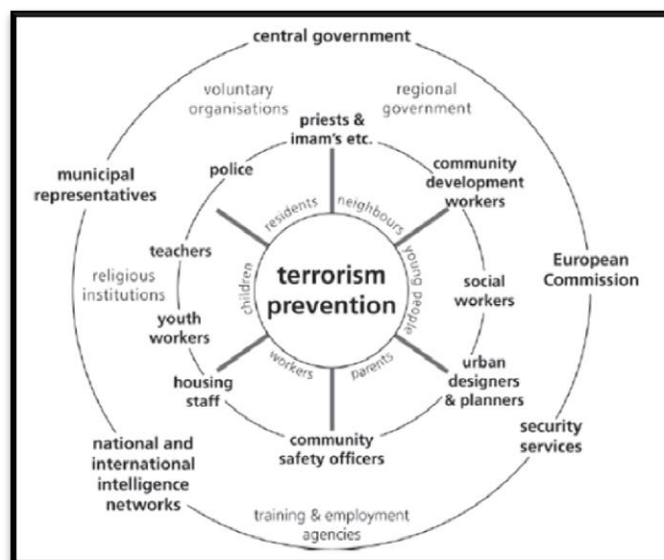 central government
voluntary
organisations
regional
government
priests &
imam's etc.
police
community
development
workers
municipal
representatives
residents
neighbours
teachers
children
terrorism
prevention
young people
European
Commission
religious
institutions
social
workers
youth
workers
workers
parents
housing
staff
urban
designers
& planners
community
safety officers
security
services
national and
international
intelligence
networks
training & employment
agencies